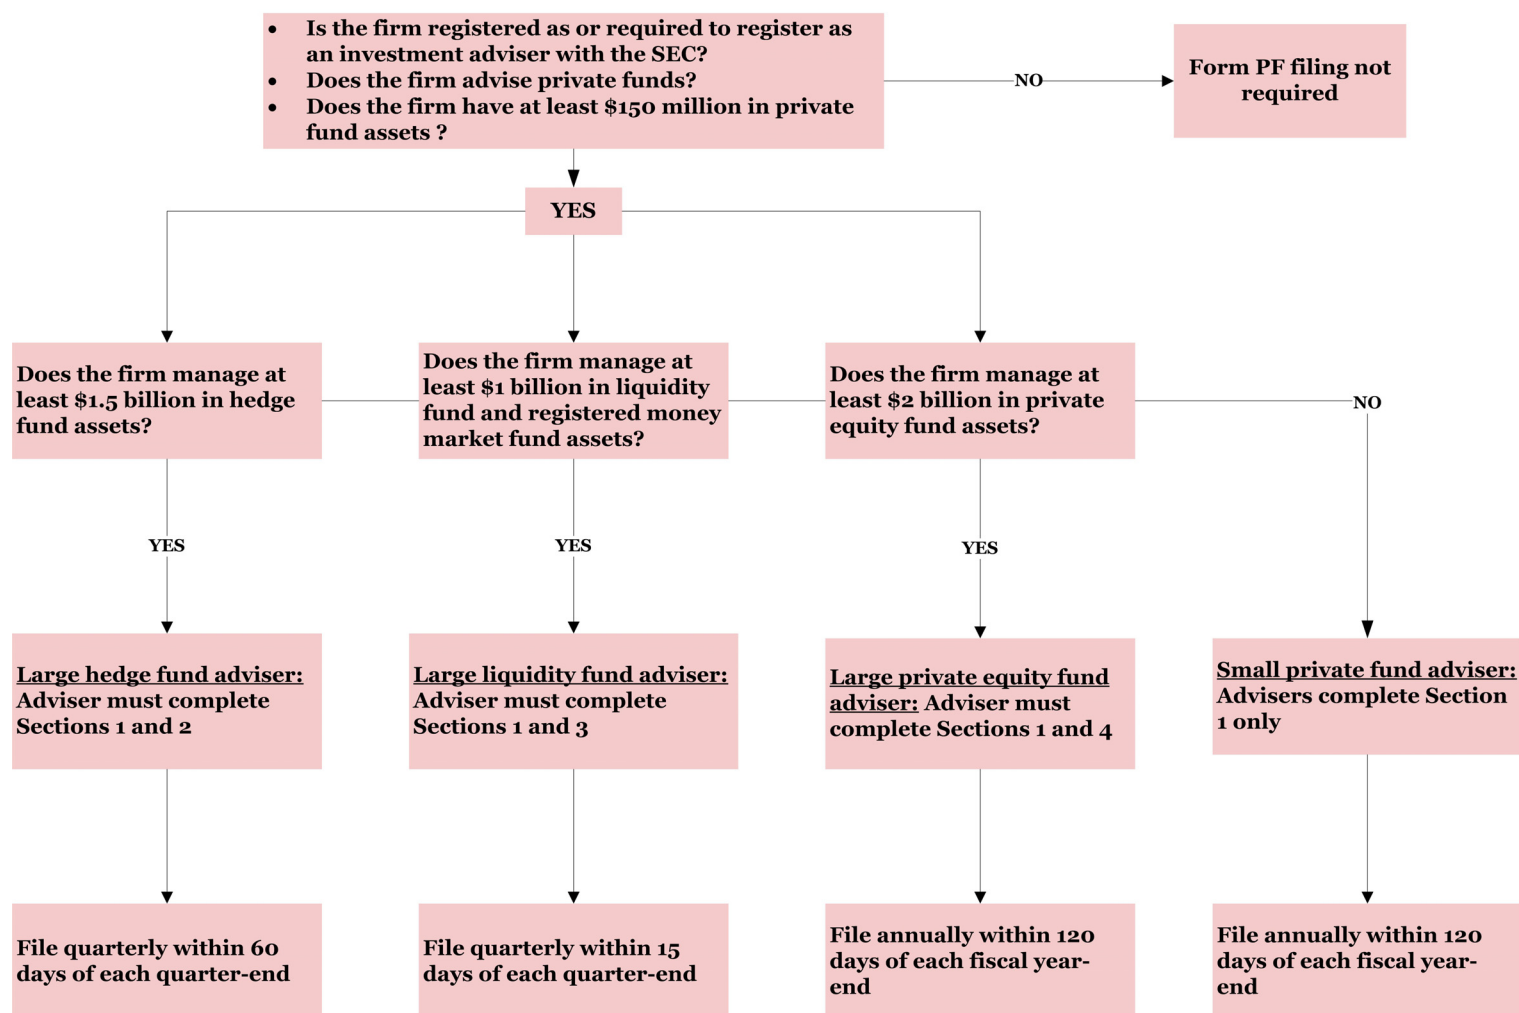 • Is the firm registered as or required to register as
an investment adviser with the SEC?
• Does the firm advise private funds?
• Does the firm have at least $150 million in private
fund assets ?
NO
Form PF filing not
required
YES
Does the firm manage at
least $1.5 billion in hedge
fund assets?
Does the firm manage at
least $1 billion in liquidity
fund and registered money
market fund assets?
Does the firm manage at
least $2 billion in private
equity fund assets?
NO
YES
YES
YES
Large hedge fund adviser:
Adviser must complete
Sections 1 and 2
Large liquidity fund adviser:
Adviser must complete
Sections 1 and 3
Large private equity fund
adviser: Adviser must
complete Sections 1 and 4
Small private fund adviser:
Advisers complete Section
1 only
File quarterly within 60
days of each quarter-end
File quarterly within 15
days of each quarter-end
File annually within 120
days of each fiscal year-
end
File annually within 120
days of each fiscal year-
end